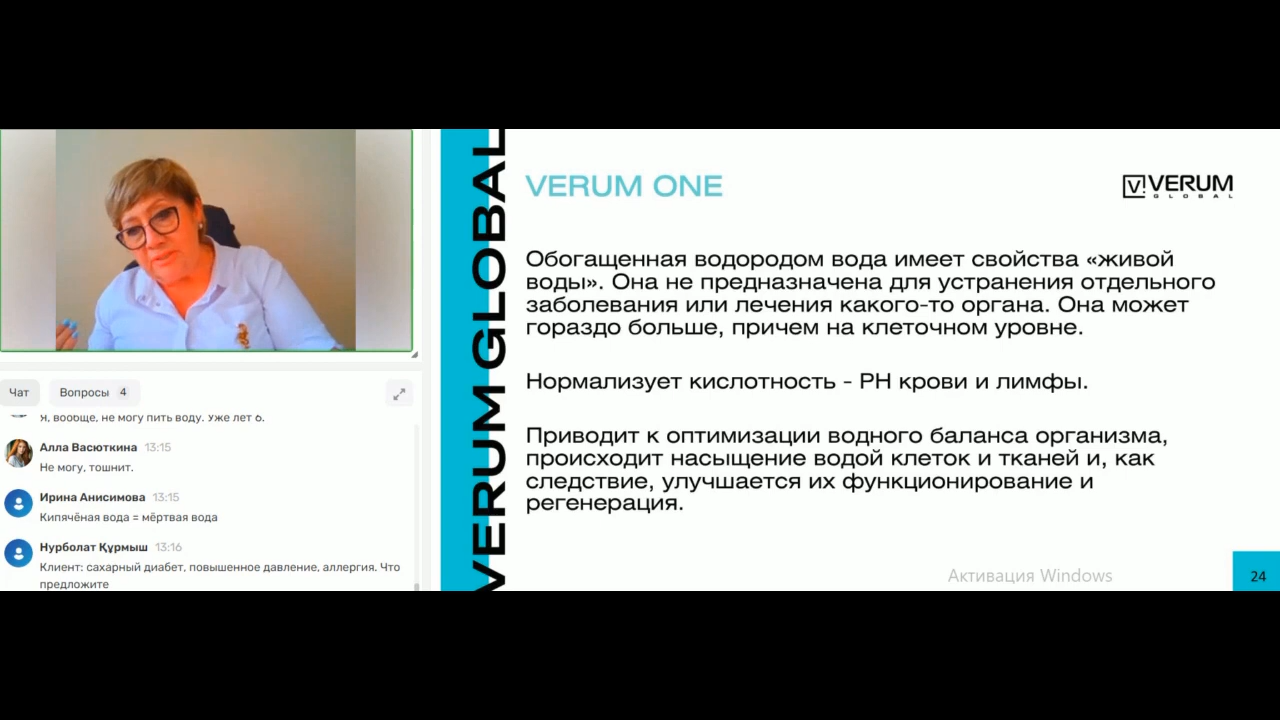 Чат
Вопросы 4
Я, вообще, не могу пить воду. Уже лет 6.
Алла Васюткина 13:15
Не могу, тошнит.
Ирина Анисимова 13:15
Кипячёная вода = мёртвая вода
Нурболат Құрмыш 13:16
Клиент: сахарный диабет, повышенное давление, аллергия. Что
предложите
VERUM GLOBAL
VERUM ONE
V! VERUM
GLOBAL
Обогащенная водородом вода имеет свойства «живой
воды». Она не предназначена для устранения отдельного
заболевания или лечения какого-то органа. Она может
гораздо больше, причем на клеточном уровне.
Нормализует кислотность - РН крови и лимфы.
Приводит к оптимизации водного баланса организма,
происходит насыщение водой клеток и тканей и, как
следствие, улучшается их функционирование и
регенерация.
Активация Windows
24